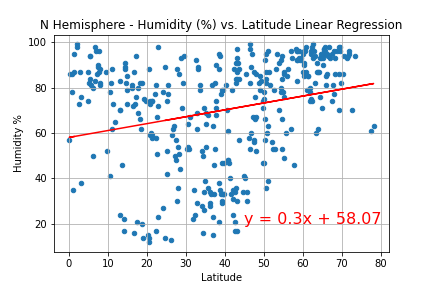 N Hemisphere - Humidity (%) vs. Latitude Linear Regression
100
80
60
40
20
Humidity %
y = 0.3x + 58.07
0 10 20 30 40 50 60 70 80
Latitude